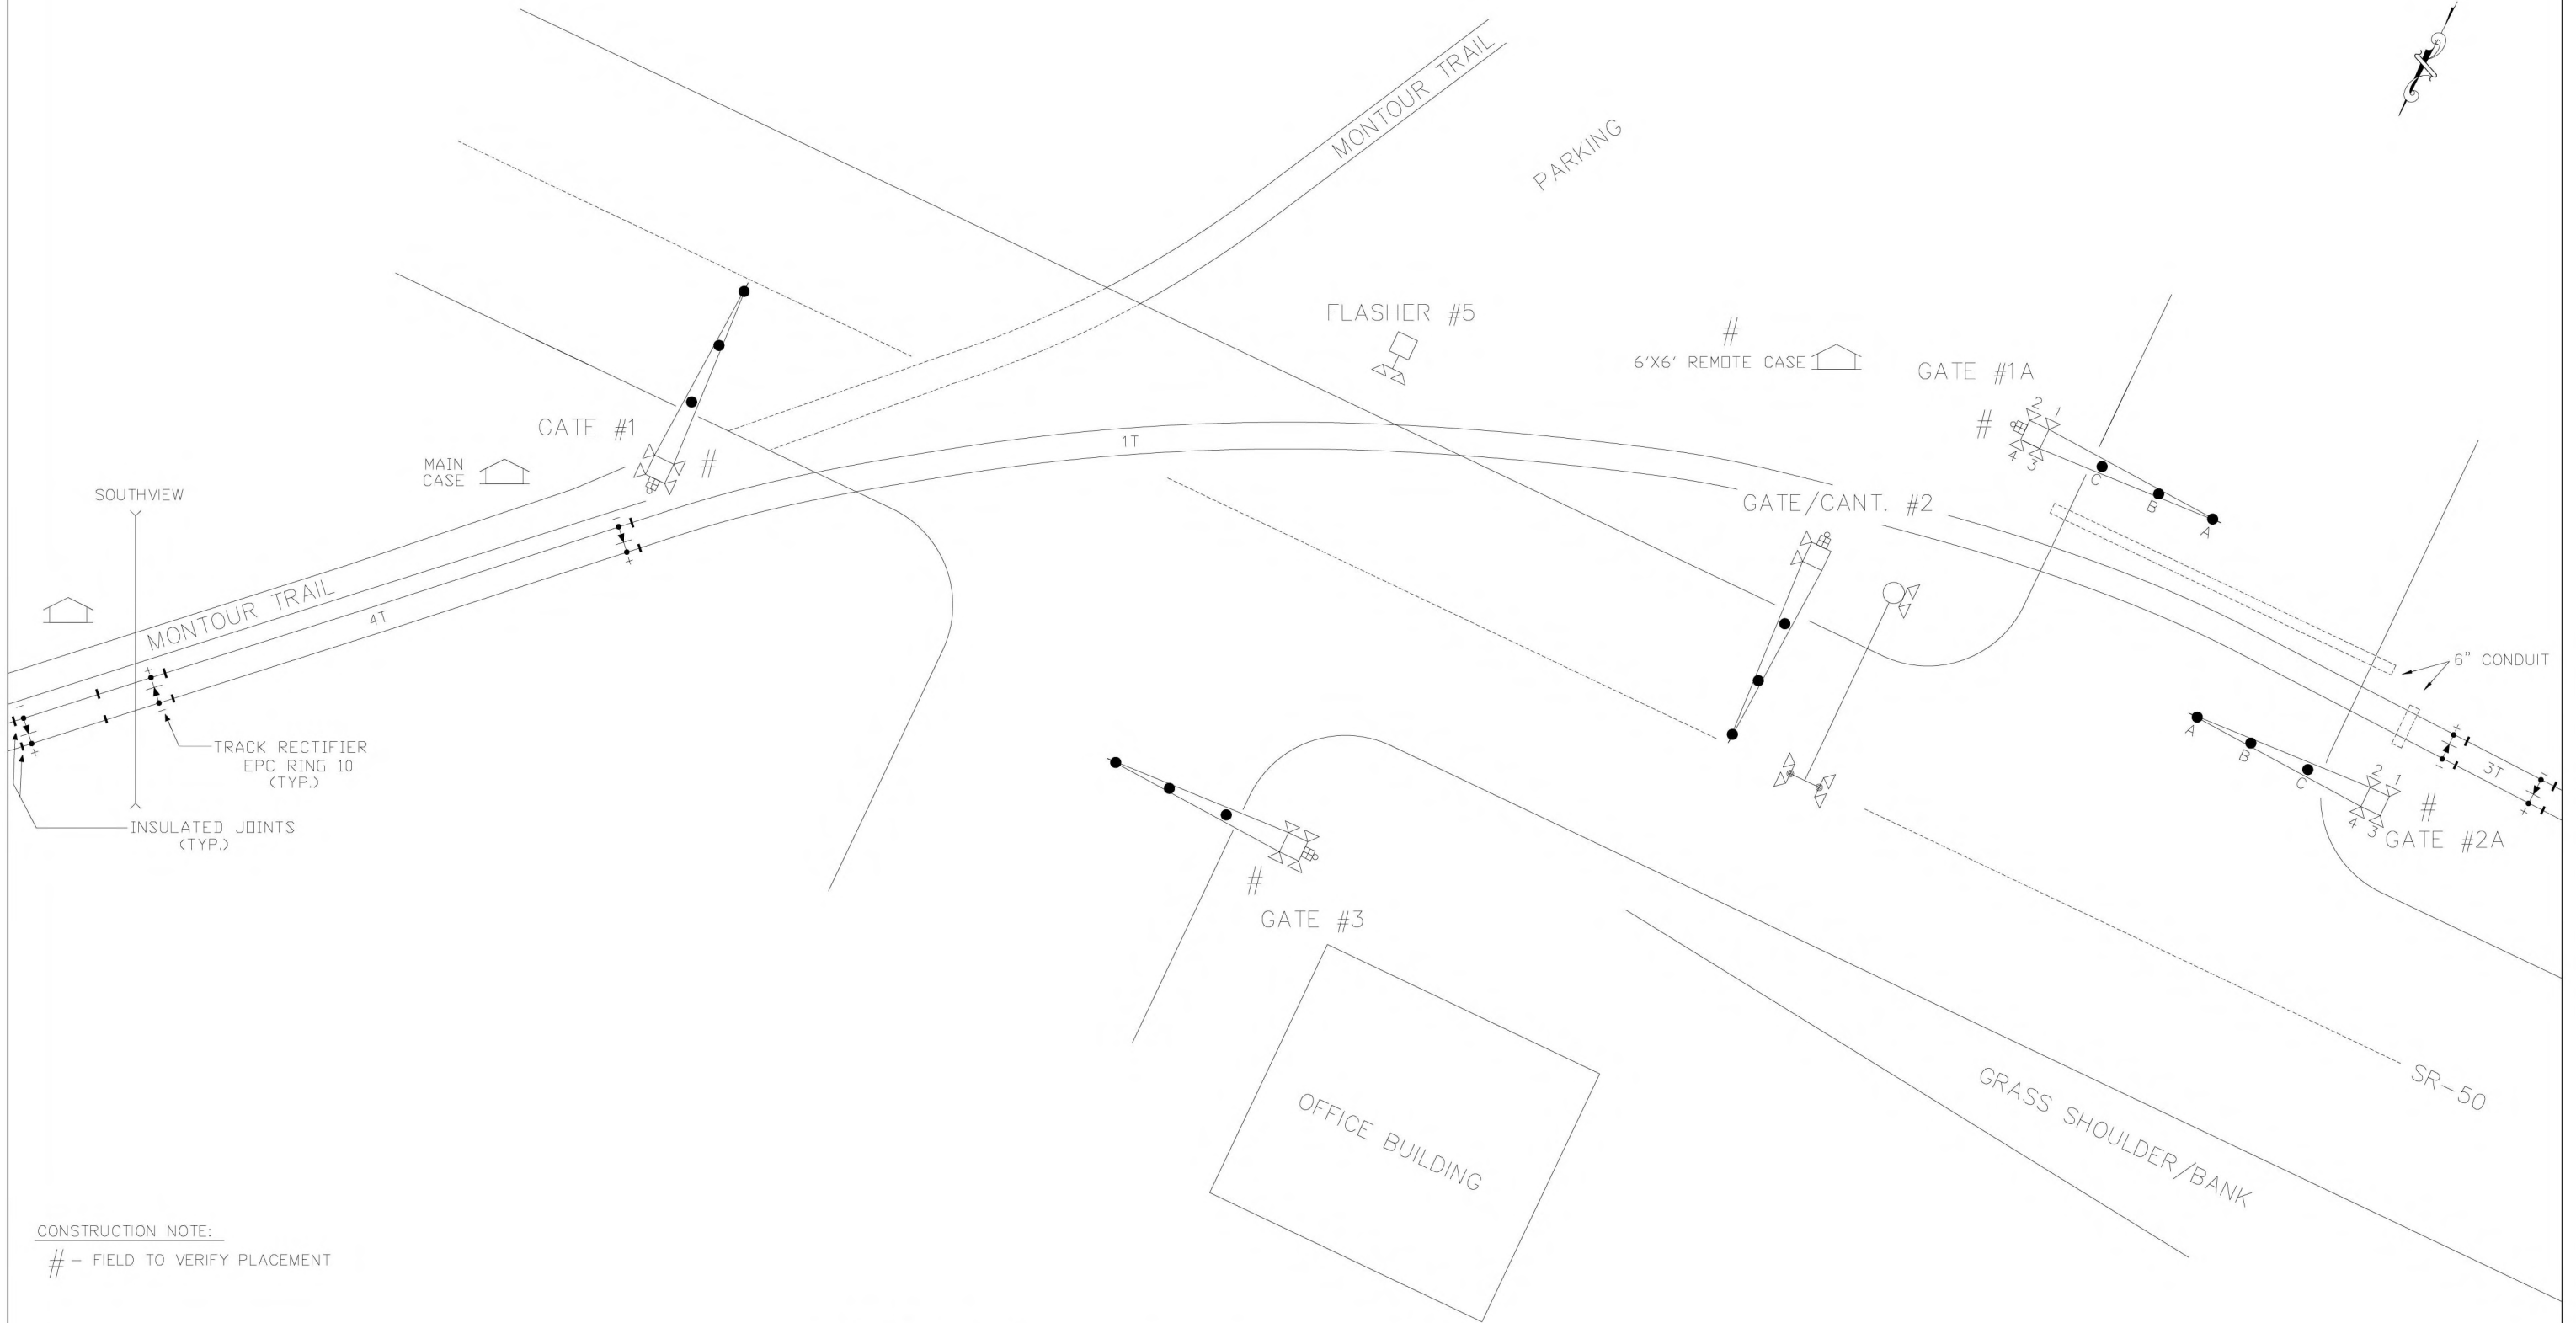 MONTOUR TRAIL
PARKING
FLASHER #5
#
6'X6' REMOTE CASE
GATE #1A
#
2
1
4
3
C
B
A
GATE #1
#
MAIN
CASE
1T
SOUTHVIEW
GATE/CANT. #2
MONTOUR TRAIL
4T
-
+
+
-
-
+
TRACK RECTIFIER
EPC RING 10
(TYP.)
INSULATED JOINTS
(TYP.)
6" CONDUIT
A
B
C
2
1
4
3
#
GATE #2A
+
-
3T
-
+
#
GATE #3
OFFICE BUILDING
GRASS SHOULDER/BANK
SR-50
CONSTRUCTION NOTE:
# - FIELD TO VERIFY PLACEMENT